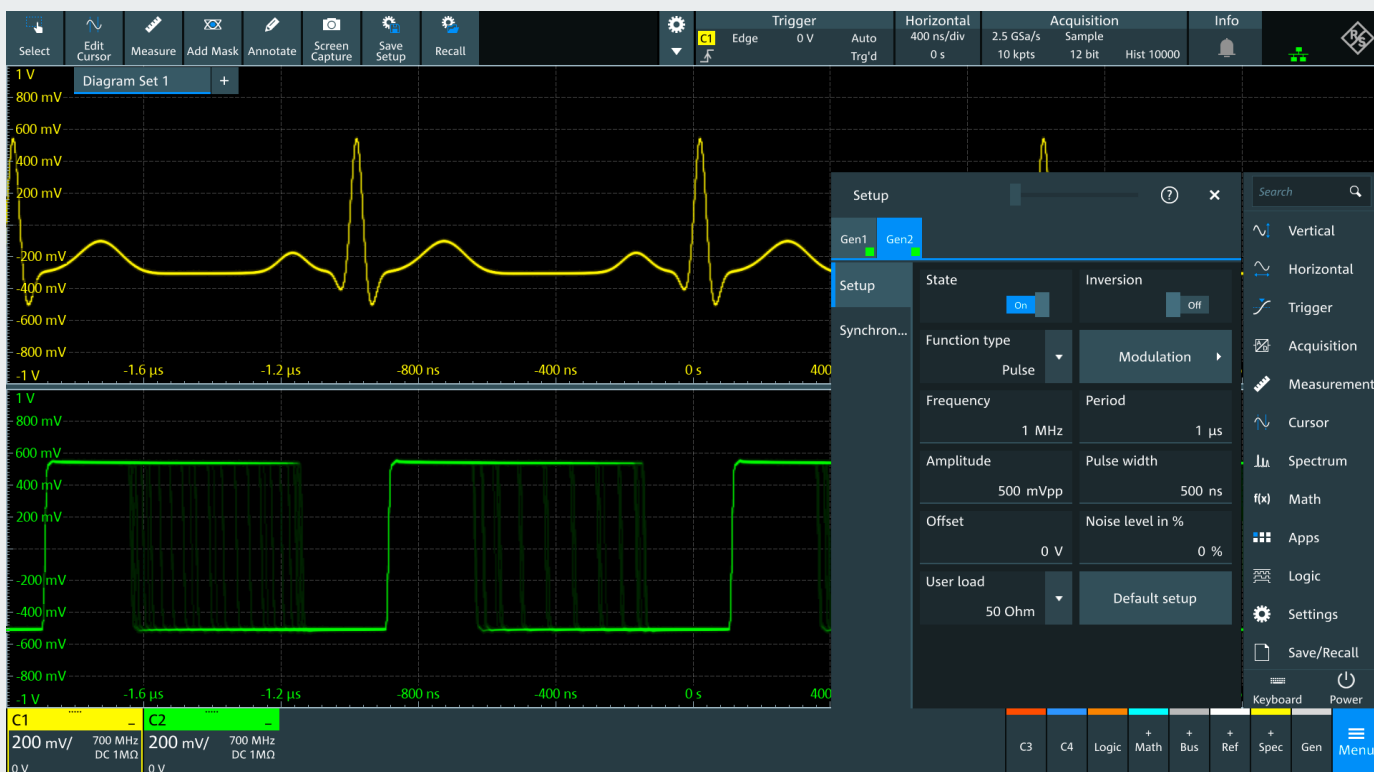 Select
Edit
Cursor
Measure
Add Mask
Annotate
Screen
Capture
Save
Setup
Recall
Trigger
C1
Edge
0 V
Auto
Trg'd
Horizontal
400 ns/div
0 s
Acquisition
2.5 GSa/s
Sample
10 kpts
12 bit
Hist 10000
Info
R&S
Diagram Set 1
+
1 V
800 mV
600 mV
400 mV
200 mV
-200 mV
-400 mV
-600 mV
-800 mV
-1 V
-1.6 µs
-1.2 µs
-800 ns
-400 ns
0 s
400
1 V
800 mV
600 mV
400 mV
200 mV
-200 mV
-400 mV
-600 mV
-800 mV
-1 V
-1.6 µs
-1.2 µs
-800 ns
-400 ns
0 s
400
Setup
?
×
Gen1
Gen2
Setup
Synchron...
State
On
Inversion
Off
Function type
Pulse
Modulation
Frequency
1 MHz
Period
1 µs
Amplitude
500 mVpp
Pulse width
500 ns
Offset
0 V
Noise level in %
0 %
User load
50 Ohm
Default setup
Search
Vertical
Horizontal
Trigger
Acquisition
Measurement
Cursor
Spectrum
f(x) Math
Apps
Logic
Settings
Save/Recall
Keyboard
Power
C1
200 mV/
700 MHz
DC 1MΩ
0 V
C2
200 mV/
700 MHz
DC 1MΩ
0 V
C3
C4
Logic
+
Math
+
Bus
+
Ref
+
Spec
Gen
Menu